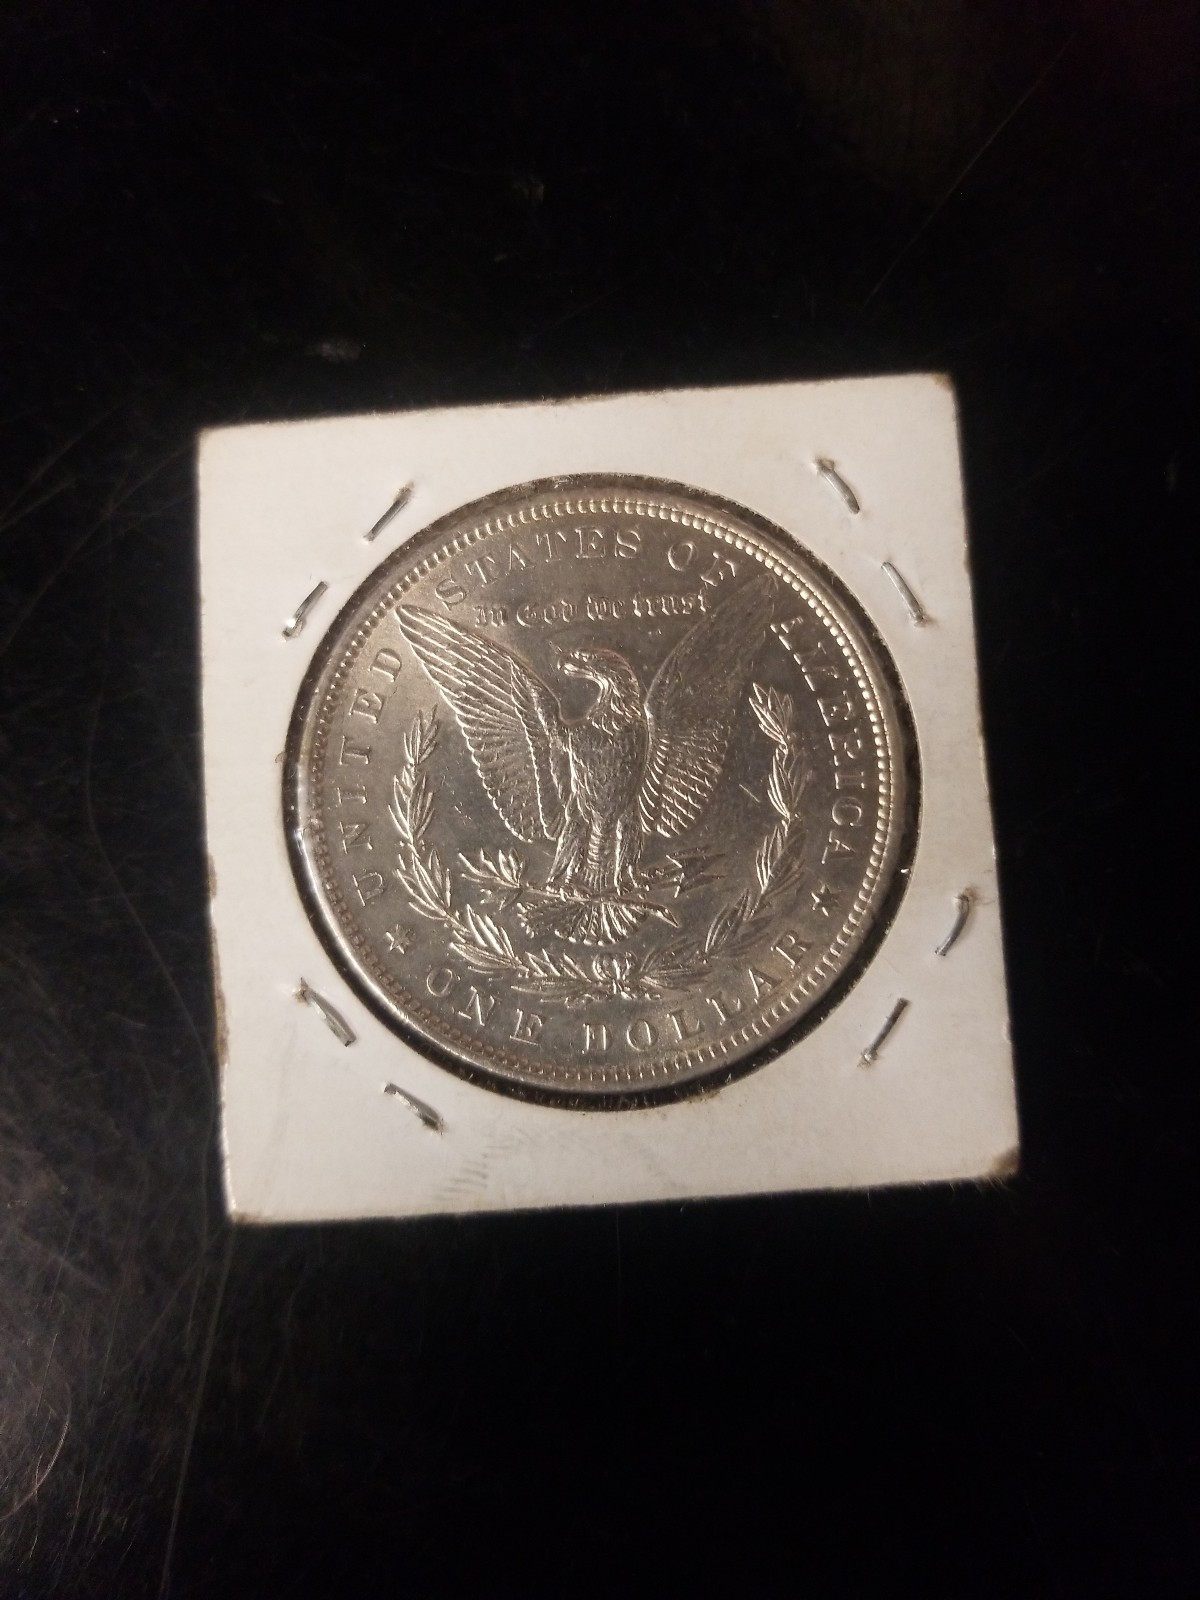 UNITED STATES OF AMERICA
In God We trust
ONE DOLLAR